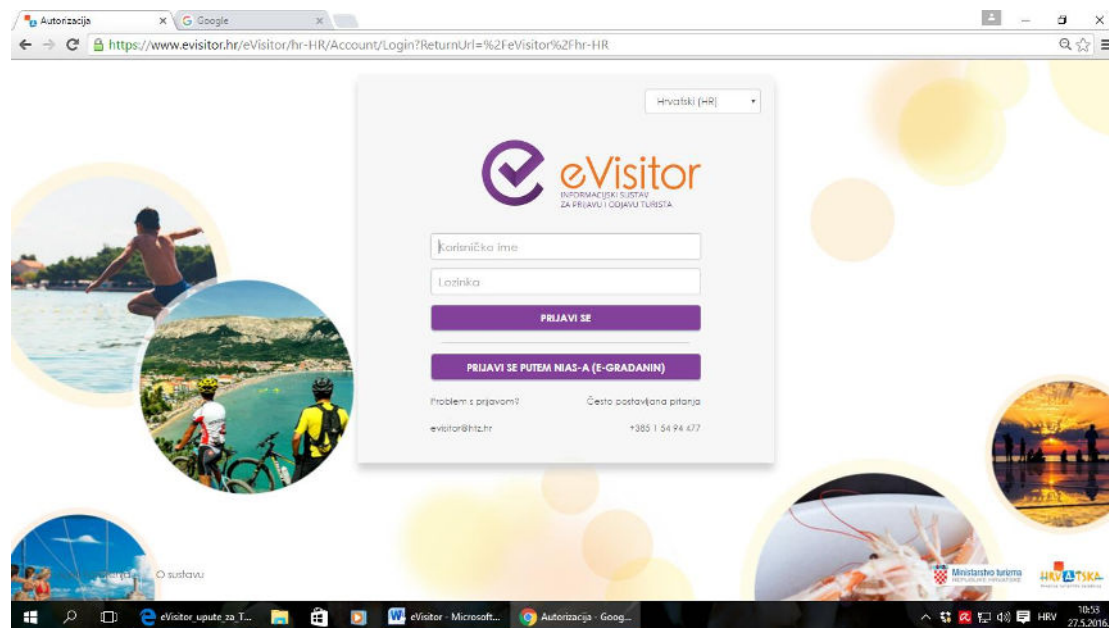 Autorizacija
Google
https://www.evisitor.hr/eVisitor/hr-HR/Account/Login?ReturnUrl=%2FeVisitor%2Fhr-HR
Hrvatski (HR)
eVisitor
INFORMACIJSKI SUSTAV
ZA PRIJAVU I ODJAVU TURISTA
Korisničko ime
Lozinka
PRIJAVI SE
PRIJAVI SE PUTEM NIAS-A (E-GRAĐANIN)
Problem s prijavom?
Često postavljana pitanja
evisitor@htz.hr
+385 1 54 94 477
O sustavu
Ministarstvo turizma
REPUBLIKE HRVATSKE
HRVATSKA
eVisitor_upute_za_T...
eVisitor - Microsoft...
Autorizacija - Goog...
HRV
10:53
27.5.2016.